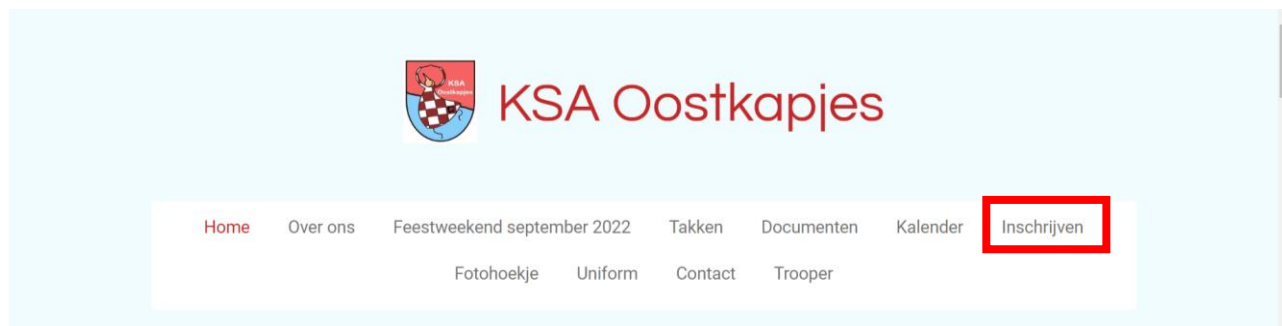 KSA
Oostkapjes
KSA Oostkapjes
Home Over ons Feestweekend september 2022 Takken Documenten Kalender Inschrijven
Fotohoekje Uniform Contact Trooper